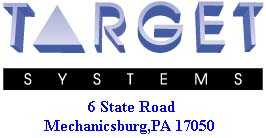 TARGET
SYSTEMS
6 State Road
Mechanicsburg,PA 17050